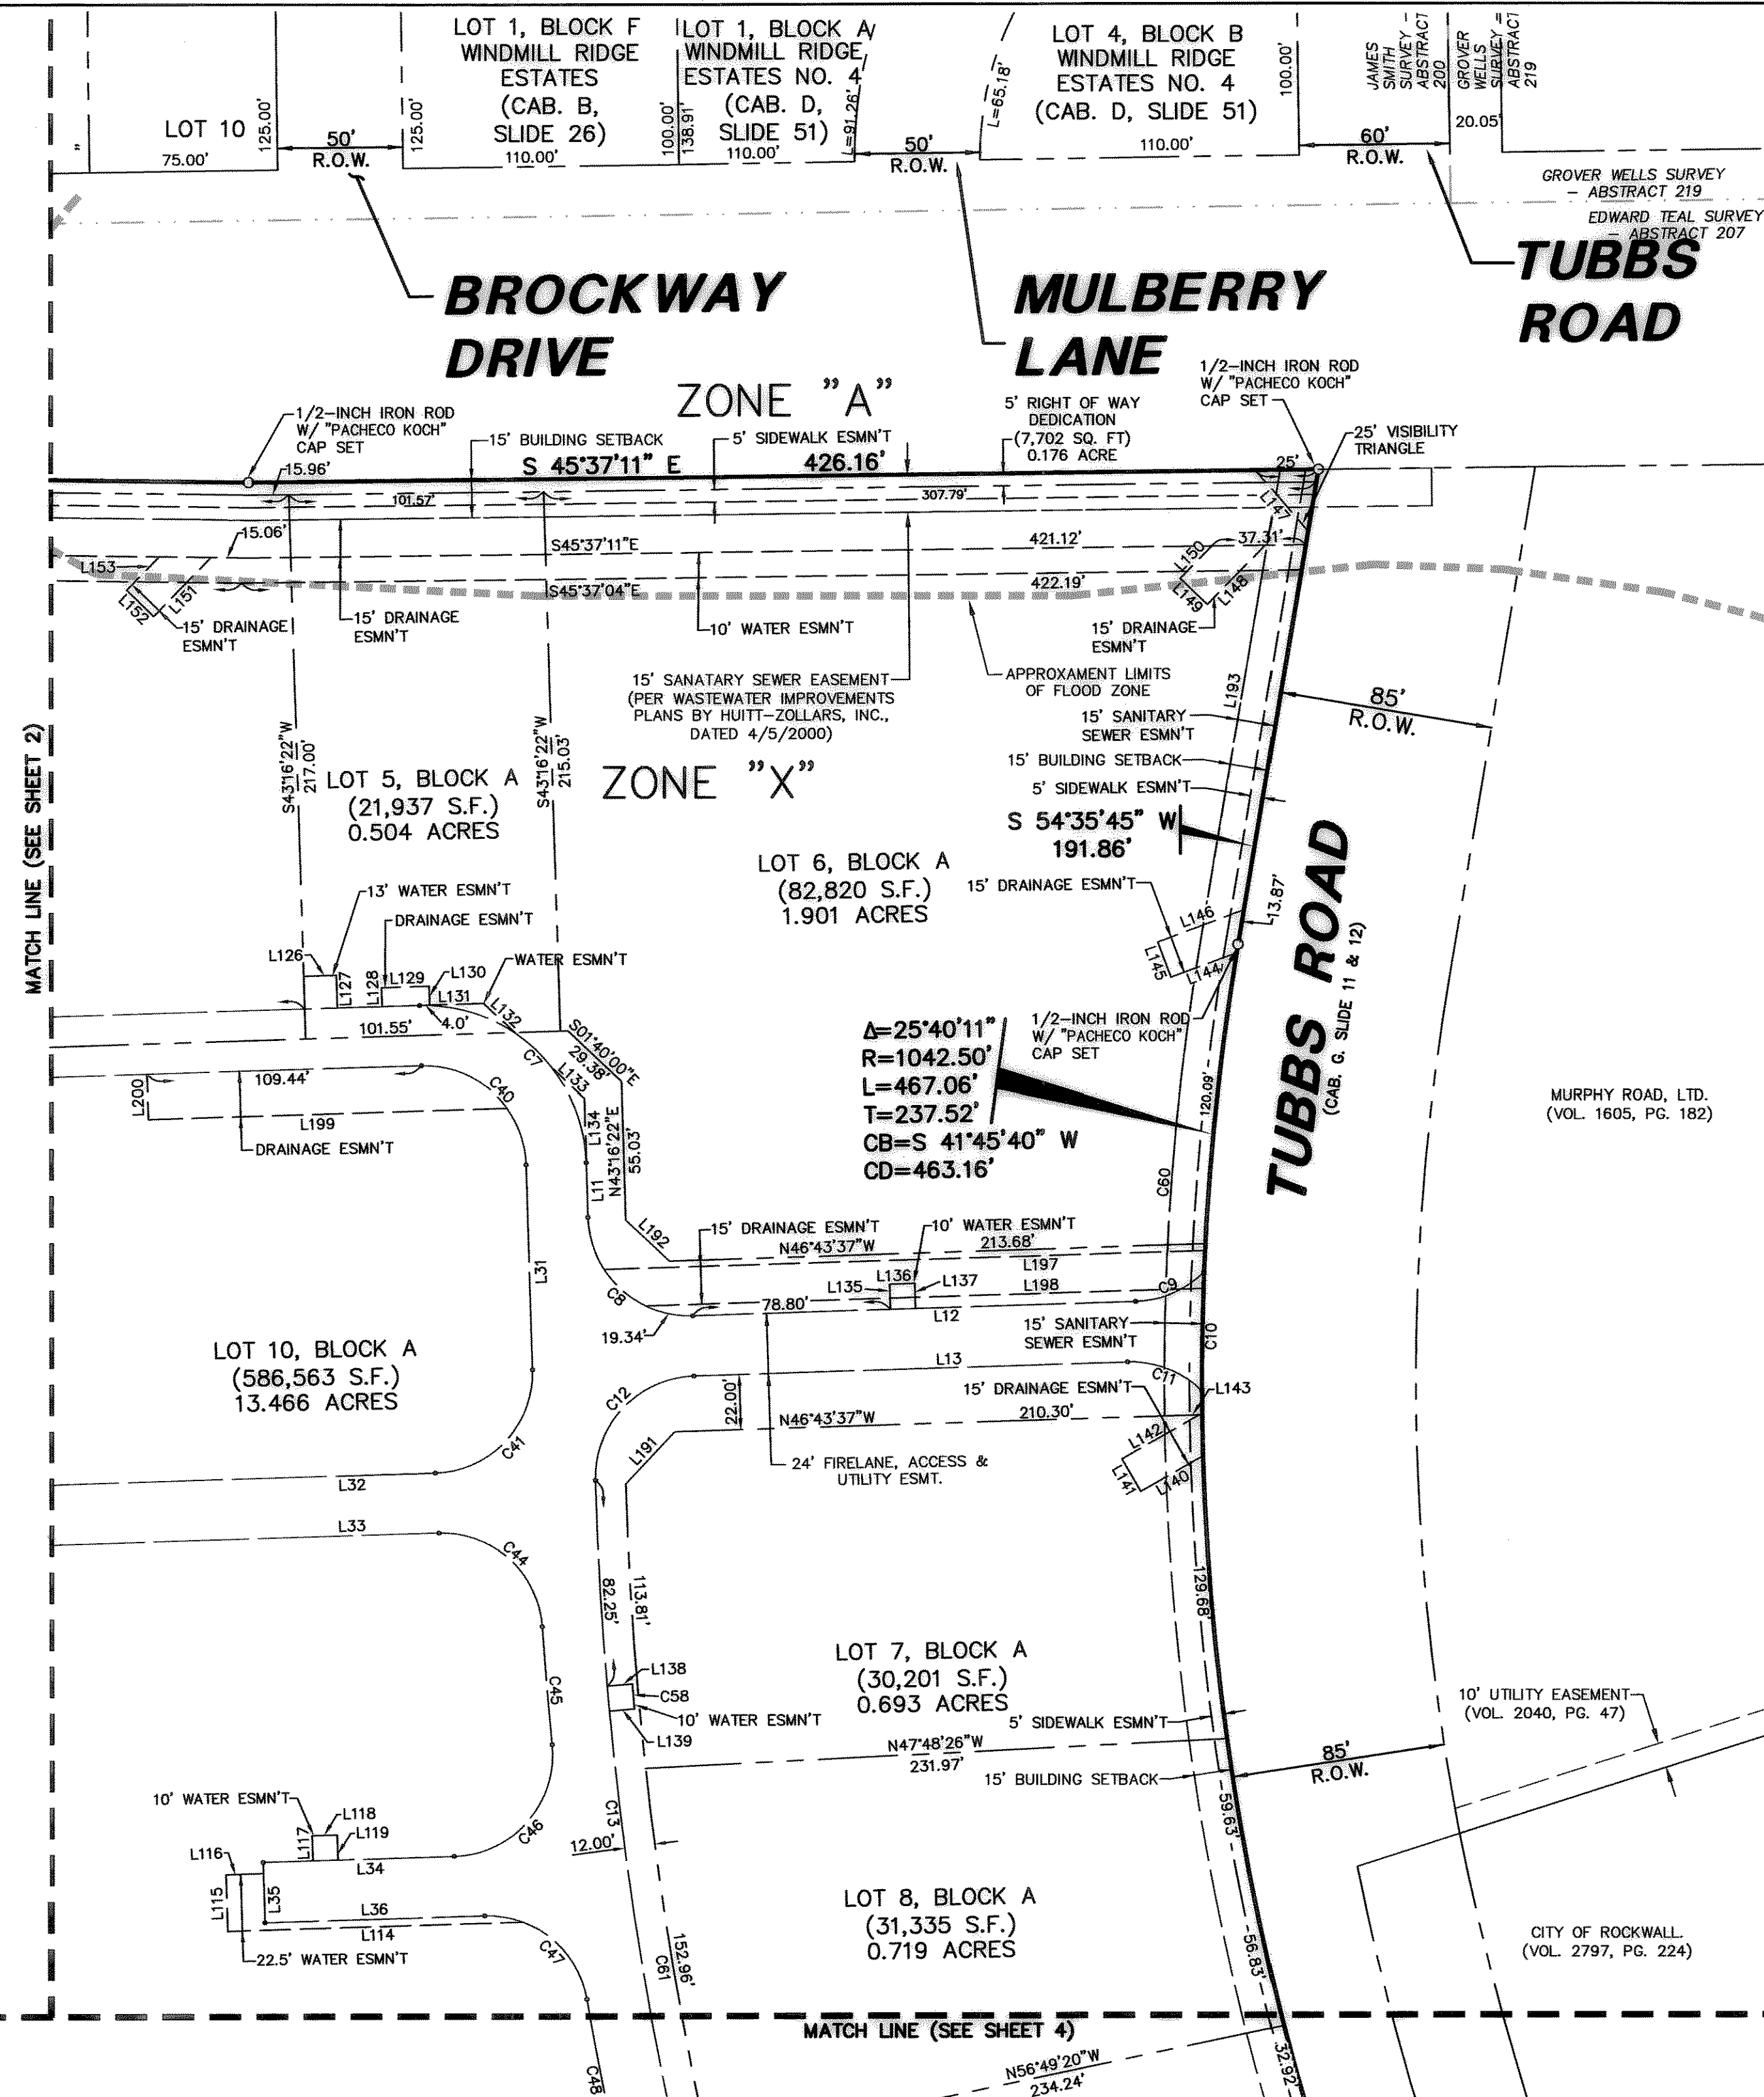 LOT 10
75.00'
125.00'
50'
R.O.W.
125.00'
LOT 1, BLOCK F
WINDMILL RIDGE
ESTATES
(CAB. B,
SLIDE 26)
110.00'
100.00'
138.91'
LOT 1, BLOCK A
WINDMILL RIDGE
ESTATES NO. 4
(CAB. D,
SLIDE 51)
110.00'
L=91.26'
50'
R.O.W.
L=65.18'
LOT 4, BLOCK B
WINDMILL RIDGE
ESTATES NO. 4
(CAB. D, SLIDE 51)
110.00'
100.00'
60'
R.O.W.
JAMES
SMITH
SURVEY -
ABSTRACT
200
GROVER
WELLS
SURVEY =
ABSTRACT
219
20.05'
GROVER WELLS SURVEY
- ABSTRACT 219
EDWARD TEAL SURVEY
- ABSTRACT 207
BROCKWAY
DRIVE
MULBERRY
LANE
TUBBS
ROAD
ZONE "A"
1/2-INCH IRON ROD
W/ "PACHECO KOCH"
CAP SET
15.96'
15' BUILDING SETBACK
S 45°37'11" E
5' SIDEWALK ESMN'T
426.16'
5' RIGHT OF WAY
DEDICATION
(7,702 SQ. FT)
0.176 ACRE
1/2-INCH IRON ROD
W/ "PACHECO KOCH"
CAP SET
25' VISIBILITY
TRIANGLE
25'
101.57'
307.79'
L147
15.06'
S45°37'11"E
421.12'
37.31'
L150
L153
S45°37'04"E
422.19'
L152
L151
L149
L148
15' DRAINAGE
ESMN'T
15' DRAINAGE
ESMN'T
10' WATER ESMN'T
15' DRAINAGE
ESMN'T
15' SANATARY SEWER EASEMENT
(PER WASTEWATER IMPROVEMENTS
PLANS BY HUITT-ZOLLARS, INC.,
DATED 4/5/2000)
APPROXAMENT LIMITS
OF FLOOD ZONE
L193
85'
R.O.W.
15' SANITARY
SEWER ESMN'T
15' BUILDING SETBACK
5' SIDEWALK ESMN'T
MATCH LINE (SEE SHEET 2)
S43°16'22"W
217.00'
LOT 5, BLOCK A
(21,937 S.F.)
0.504 ACRES
S43°16'22"W
215.03'
ZONE "X"
S 54°35'45" W
191.86'
LOT 6, BLOCK A
(82,820 S.F.)
1.901 ACRES
15' DRAINAGE ESMN'T
L146
13.87'
L145
L144
13' WATER ESMN'T
DRAINAGE ESMN'T
L126
L127
L128
L129
L130
L131
WATER ESMN'T
L132
101.55'
4.0'
C7
S01°40'00"E
29.38'
L133
L134
N43°16'22"E
55.03'
L11
109.44'
C40
L200
L199
DRAINAGE ESMN'T
Δ=25°40'11"
R=1042.50'
L=467.06'
T=237.52'
CB=S 41°45'40" W
CD=463.16'
1/2-INCH IRON ROD
W/ "PACHECO KOCH"
CAP SET
120.09'
TUBBS ROAD
(CAB. G. SLIDE 11 & 12)
MURPHY ROAD, LTD.
(VOL. 1605, PG. 182)
C60
L192
L31
15' DRAINAGE ESMN'T
10' WATER ESMN'T
N46°43'37"W
213.68'
L197
L135
L136
L137
L198
C9
C8
78.80'
L12
19.34'
15' SANITARY
SEWER ESMN'T
C10
LOT 10, BLOCK A
(586,563 S.F.)
13.466 ACRES
L13
C11
15' DRAINAGE ESMN'T
L143
C12
22.00'
N46°43'37"W
210.30'
L142
L191
C41
24' FIRELANE, ACCESS &
UTILITY ESMT.
L141
L140
L32
L33
C44
129.68'
82.25'
113.81'
C45
LOT 7, BLOCK A
(30,201 S.F.)
0.693 ACRES
L138
C58
10' WATER ESMN'T
L139
5' SIDEWALK ESMN'T
N47°48'26"W
231.97'
15' BUILDING SETBACK
85'
R.O.W.
10' UTILITY EASEMENT
(VOL. 2040, PG. 47)
59.63'
10' WATER ESMN'T
L118
L119
L117
C46
C13
12.00'
L116
L34
L115
L35
L36
L114
22.5' WATER ESMN'T
C47
LOT 8, BLOCK A
(31,335 S.F.)
0.719 ACRES
152.96'
C61
56.83'
CITY OF ROCKWALL.
(VOL. 2797, PG. 224)
MATCH LINE (SEE SHEET 4)
N56°49'20"W
234.24'
32.92'
C48